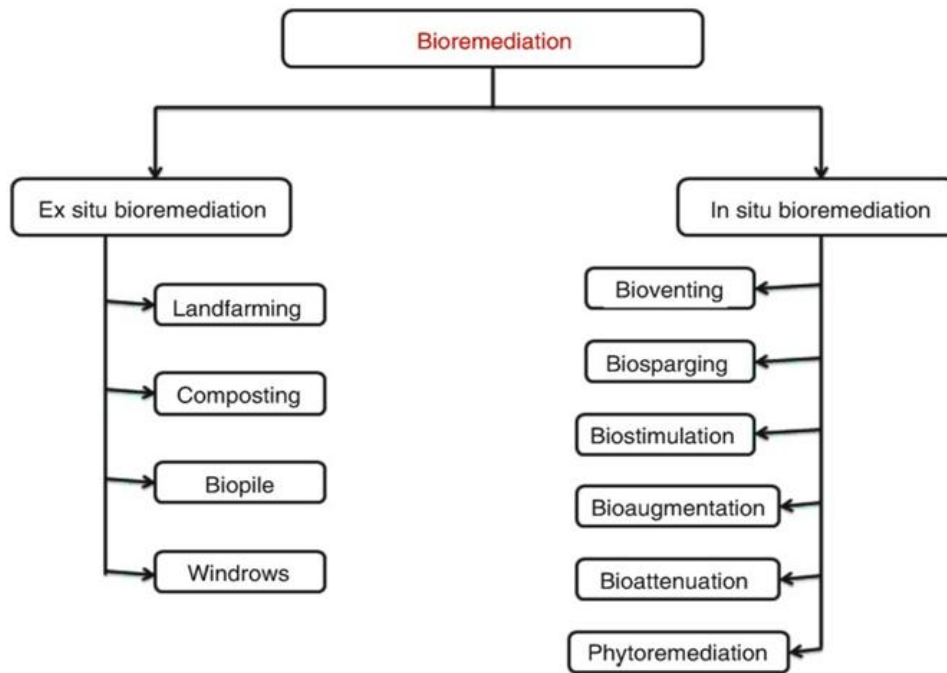 Bioremediation
Ex situ bioremediation
In situ bioremediation
Landfarming
Composting
Biopile
Windrows
Bioventing
Biosparging
Biostimulation
Bioaugmentation
Bioattenuation
Phytoremediation